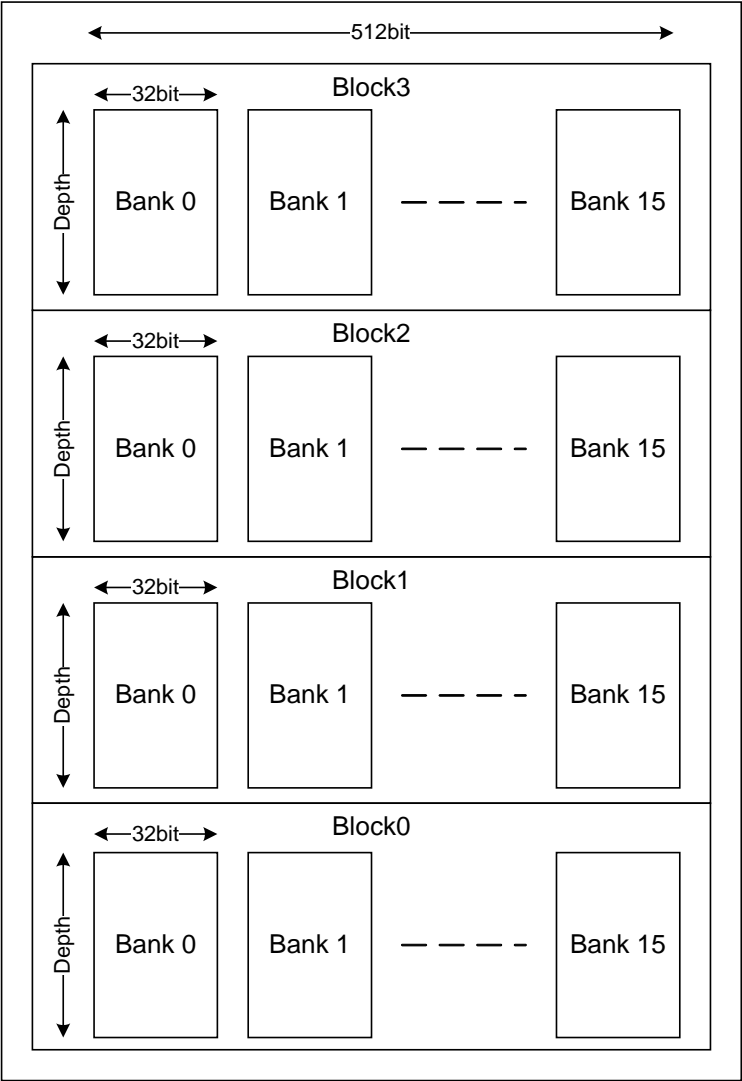 512bit
Block3
32bit
Depth
Bank 0
Bank 1
Bank 15
Block2
32bit
Depth
Bank 0
Bank 1
Bank 15
Block1
32bit
Depth
Bank 0
Bank 1
Bank 15
Block0
32bit
Depth
Bank 0
Bank 1
Bank 15